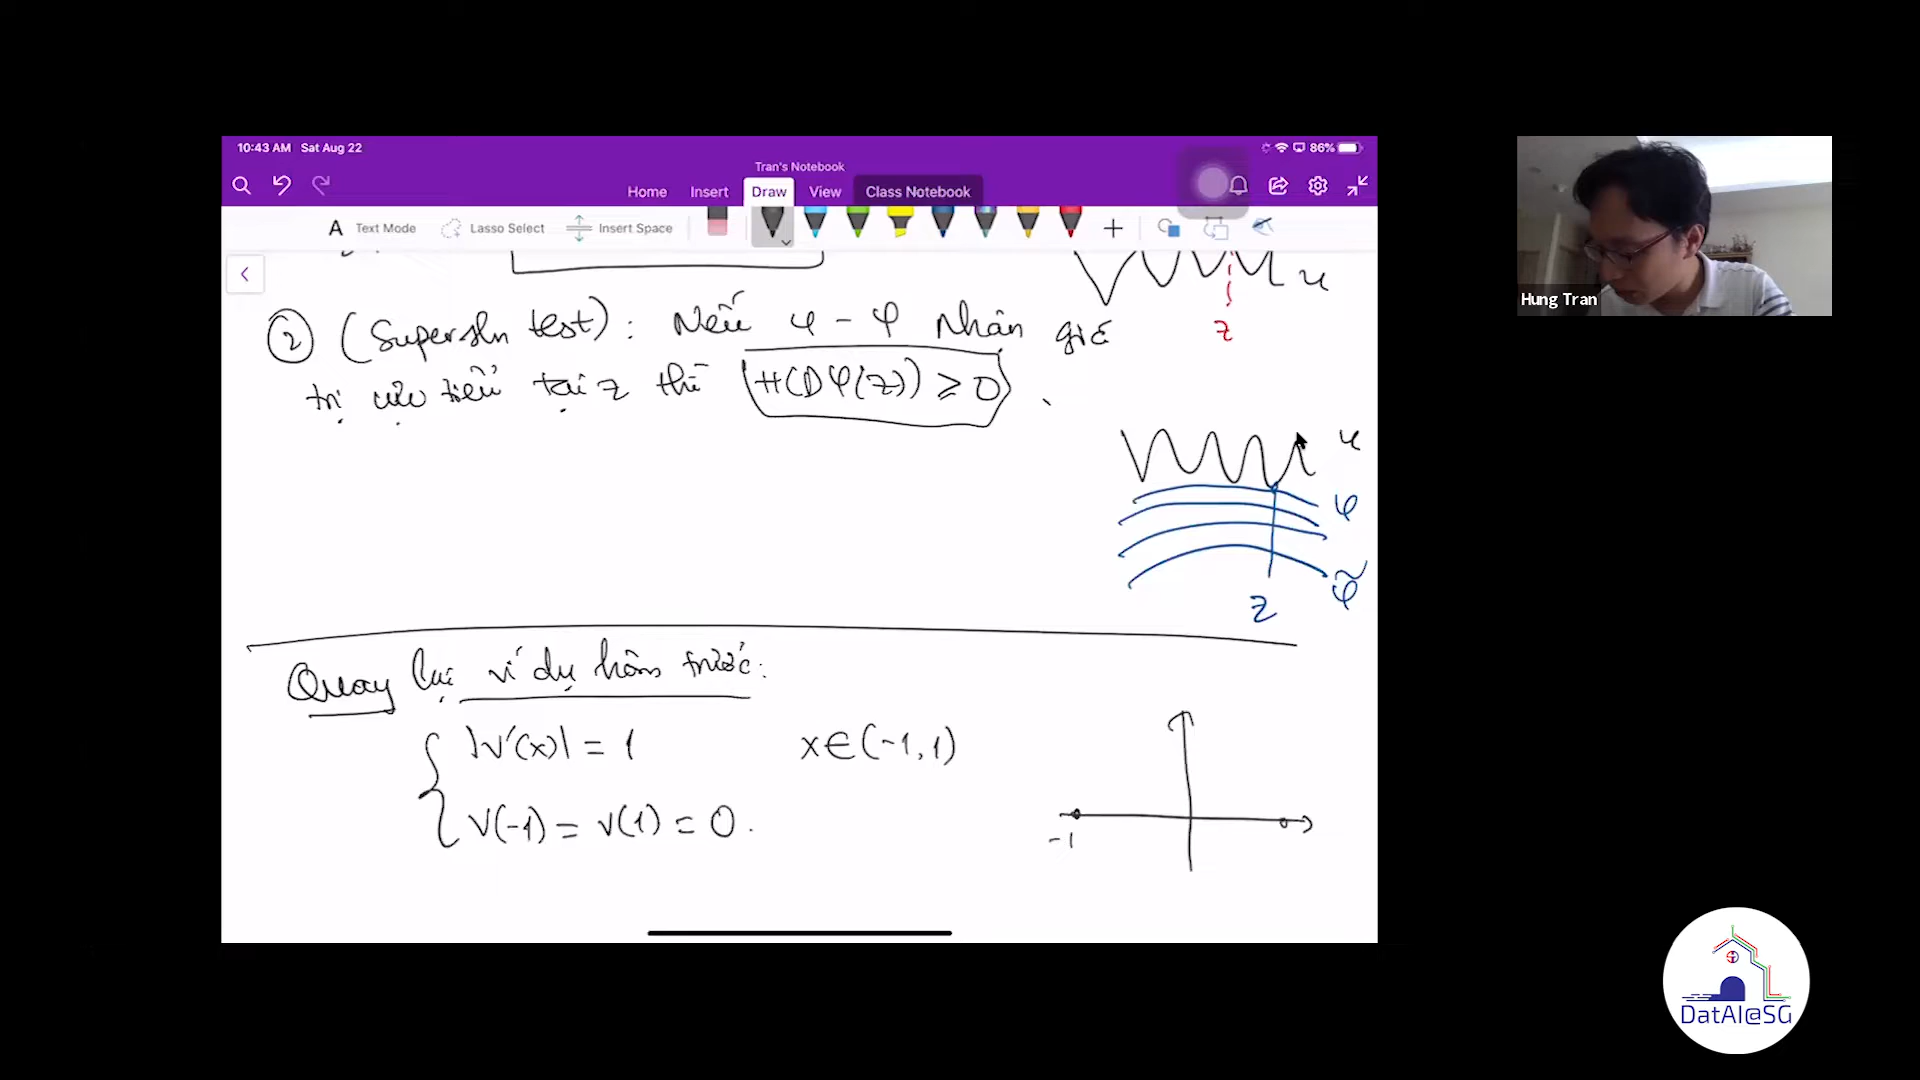 10:43 AM Sat Aug 22
86%
Tran's Notebook
Home Insert Draw View Class Notebook
A Text Mode Lasso Select Insert Space
u
z
② (Supersoln test): Nếu u - φ nhận giá
trị cực tiểu tại z thì H(Dφ(z)) ≥ 0.
u
φ
φ̃
z
Quay lại ví dụ hôm trước:
|v'(x)| = 1 x∈(-1,1)
v(-1) = v(1) = 0.
-1
Hung Tran
DatAI@SG